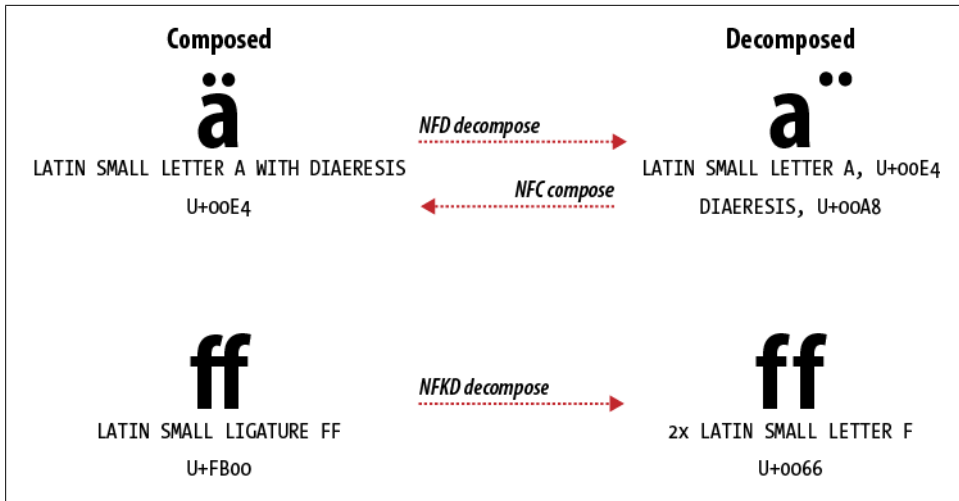 Composed
Decomposed
ä
a ¨
NFD decompose
LATIN SMALL LETTER A WITH DIAERESIS
LATIN SMALL LETTER A, U+00E4
NFC compose
U+00E4
DIAERESIS, U+00A8
ff
ff
NFKD decompose
LATIN SMALL LIGATURE FF
2x LATIN SMALL LETTER F
U+FB00
U+0066